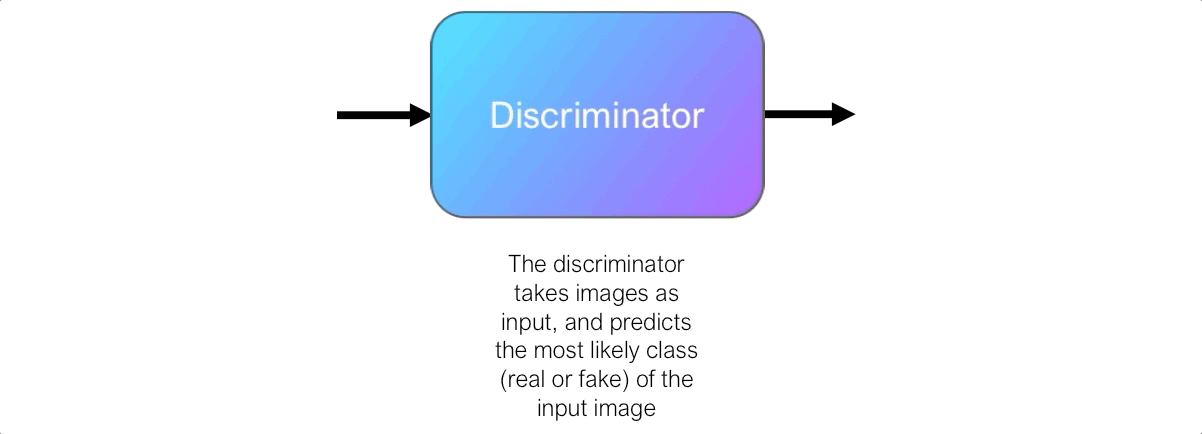 Discriminator
The discriminator
takes images as
input, and predicts
the most likely class
(real or fake) of the
input image